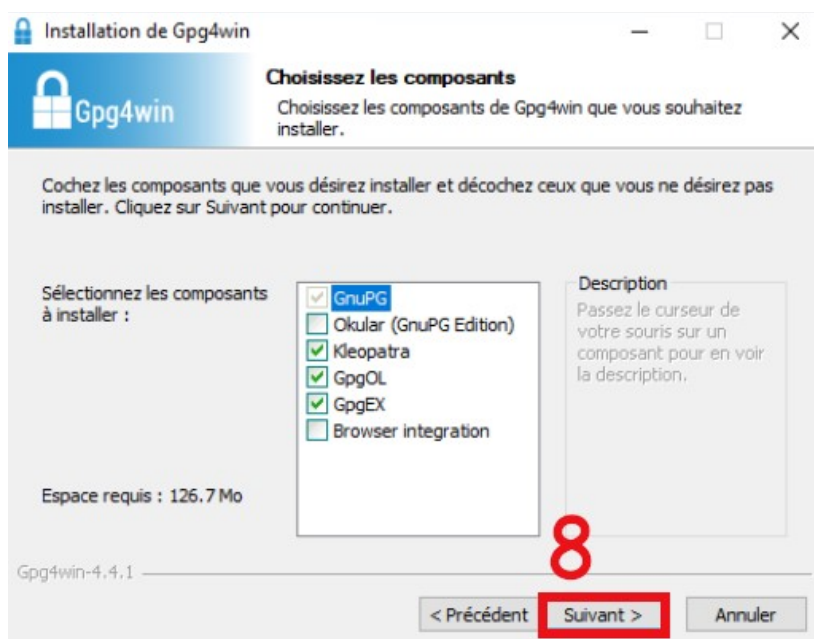 Installation de Gpg4win
Gpg4win
Choisissez les composants
Choisissez les composants de Gpg4win que vous souhaitez
installer.
Cochez les composants que vous désirez installer et décochez ceux que vous ne désirez pas
installer. Cliquez sur Suivant pour continuer.
Sélectionnez les composants
à installer :
GnuPG
Okular (GnuPG Edition)
Kleopatra
GpgOL
GpgEX
Browser integration
Description
Passez le curseur de
votre souris sur un
composant pour en voir
la description.
Espace requis : 126.7 Mo
8
Gpg4win-4.4.1
< Précédent
Suivant >
Annuler